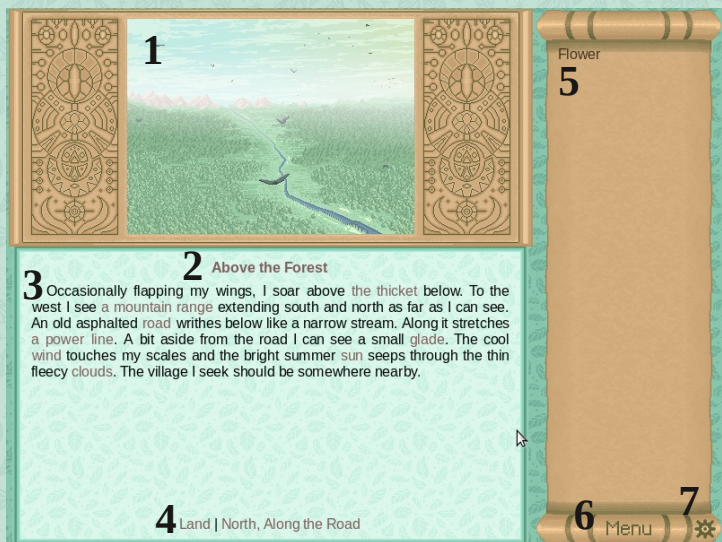 1
Flower
5
2 Above the Forest
3 Occasionally flapping my wings, I soar above the thicket below. To the
west I see a mountain range extending south and north as far as I can see.
An old asphalted road writhes below like a narrow stream. Along it stretches
a power line. A bit aside from the road I can see a small glade. The cool
wind touches my scales and the bright summer sun seeps through the thin
fleecy clouds. The village I seek should be somewhere nearby.
4 Land | North, Along the Road
6 Menu 7